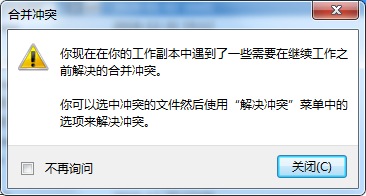 合并冲突
你现在在你的工作副本中遇到了一些需要在继续工作之
前解决的合并冲突。
你可以选中冲突的文件然后使用“解决冲突”菜单中的
选项来解决冲突。
不再询问
关闭(C)